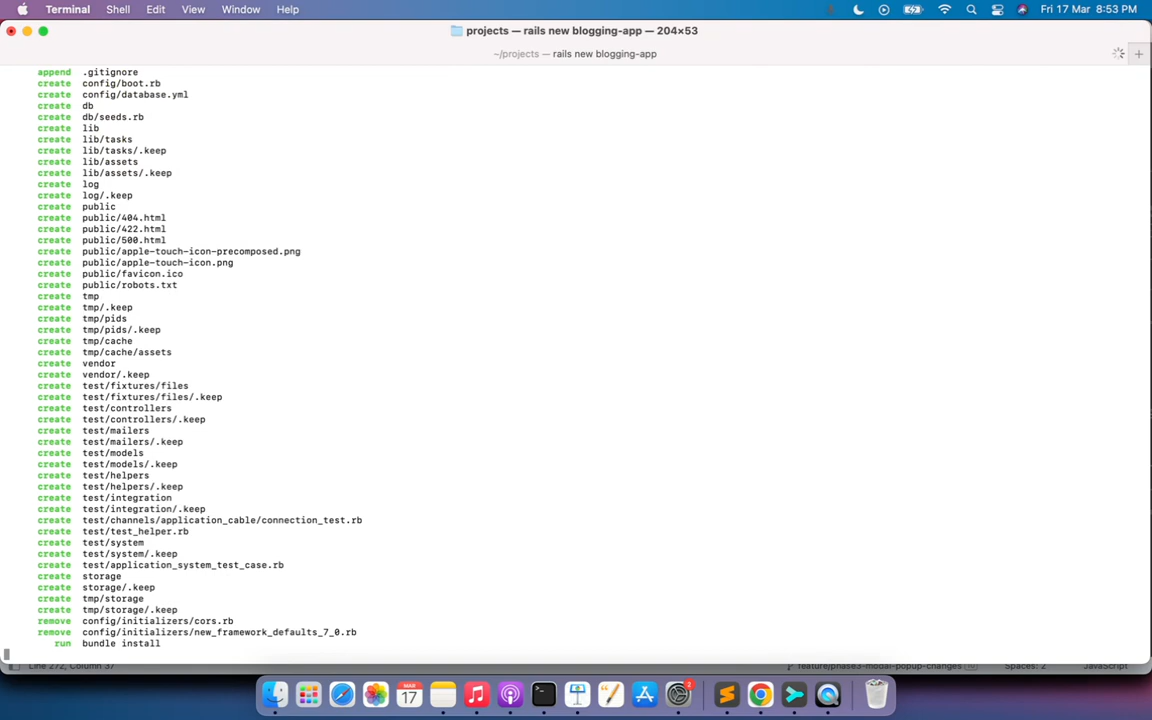 Terminal Shell Edit View Window Help Fri 17 Mar 8:53 PM
projects — rails new blogging-app — 204×53
~/projects — rails new blogging-app
append .gitignore
create config/boot.rb
create config/database.yml
create db
create db/seeds.rb
create lib
create lib/tasks
create lib/tasks/.keep
create lib/assets
create lib/assets/.keep
create log
create log/.keep
create public
create public/404.html
create public/422.html
create public/500.html
create public/apple-touch-icon-precomposed.png
create public/apple-touch-icon.png
create public/favicon.ico
create public/robots.txt
create tmp
create tmp/.keep
create tmp/pids
create tmp/pids/.keep
create tmp/cache
create tmp/cache/assets
create vendor
create vendor/.keep
create test/fixtures/files
create test/fixtures/files/.keep
create test/controllers
create test/controllers/.keep
create test/mailers
create test/mailers/.keep
create test/models
create test/models/.keep
create test/helpers
create test/helpers/.keep
create test/integration
create test/integration/.keep
create test/channels/application_cable/connection_test.rb
create test/test_helper.rb
create test/system
create test/system/.keep
create test/application_system_test_case.rb
create storage
create storage/.keep
create tmp/storage
create tmp/storage/.keep
remove config/initializers/cors.rb
remove config/initializers/new_framework_defaults_7_0.rb
run bundle install
Line 272, Column 37 feature/phase3-modal-popup-changes Spaces: 2 JavaScript
MAR
17
2